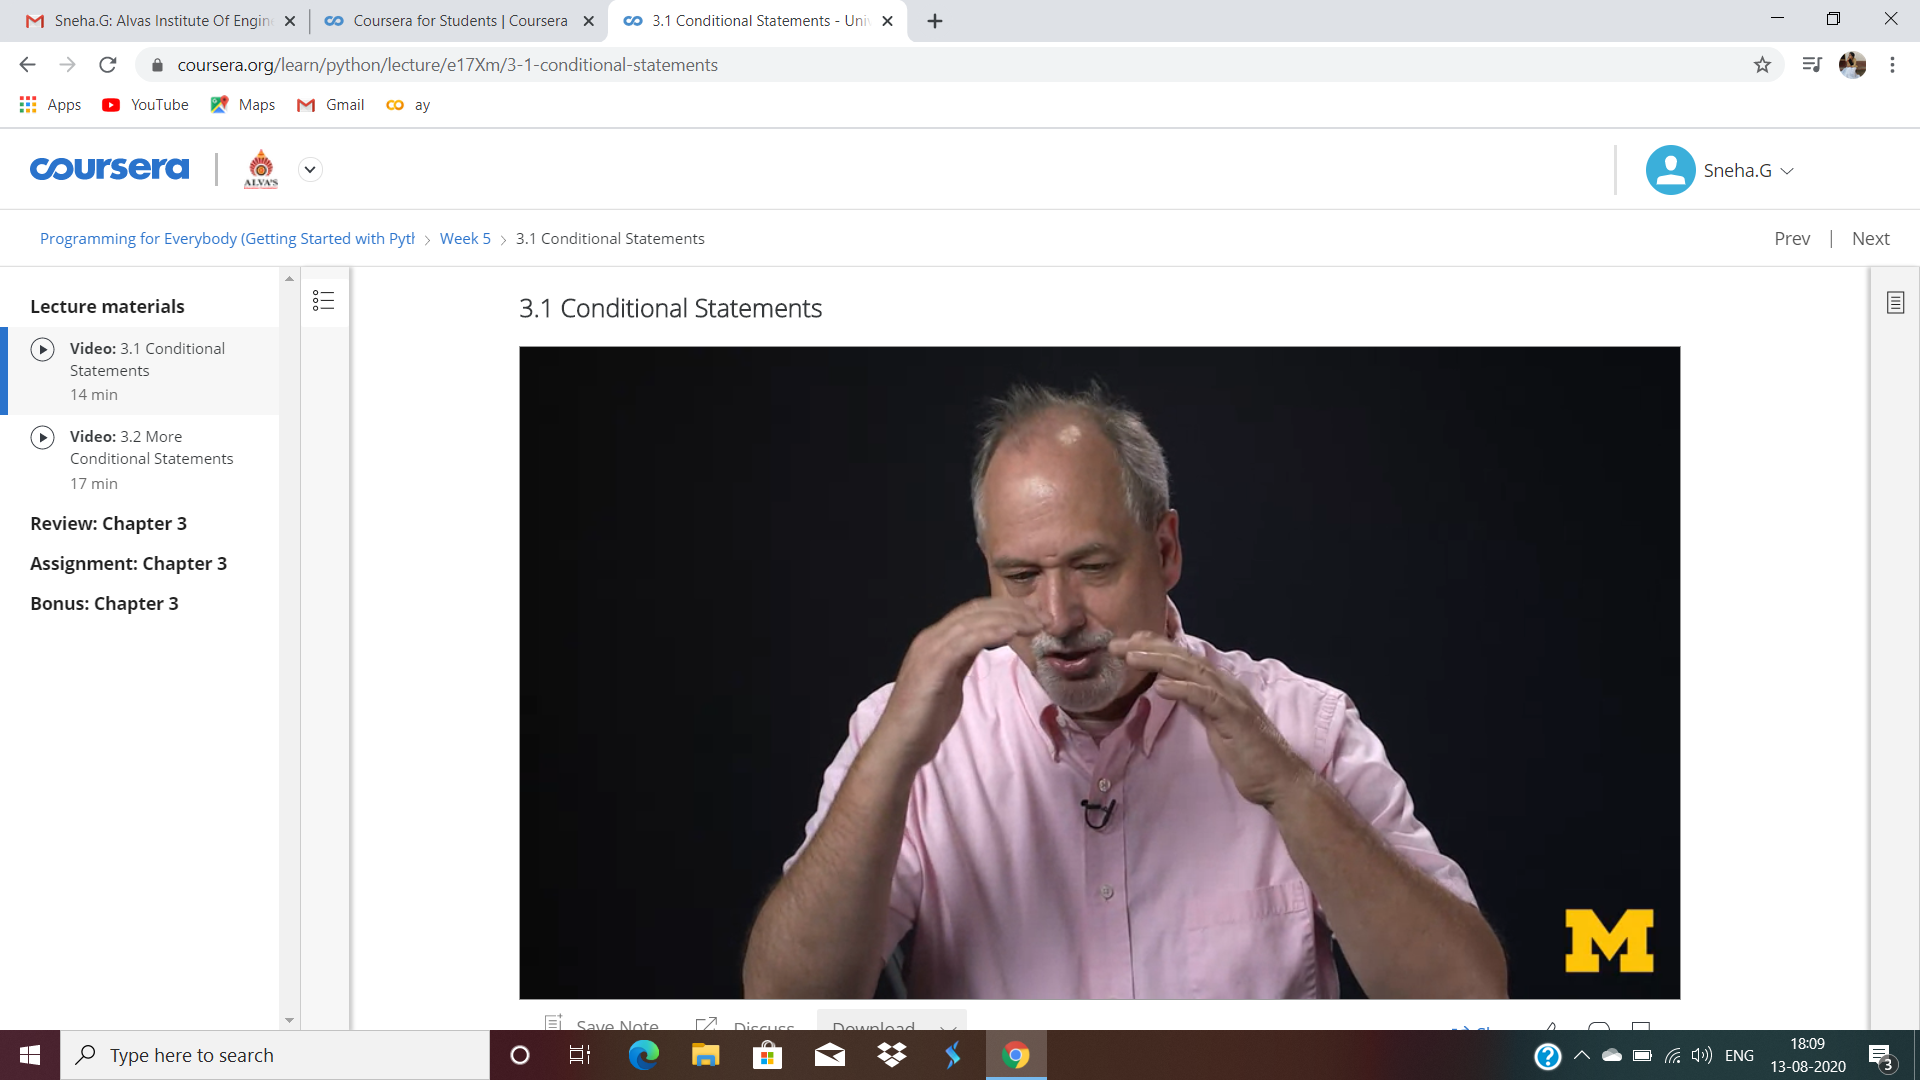 Sneha.G: Alvas Institute Of Engin
Coursera for Students | Coursera
3.1 Conditional Statements - Uni
coursera.org/learn/python/lecture/e17Xm/3-1-conditional-statements
Apps
YouTube
Maps
Gmail
ay
coursera
ALVA'S
Sneha.G
Programming for Everybody (Getting Started with Pyth
Week 5
3.1 Conditional Statements
Prev
Next
Lecture materials
Video: 3.1 Conditional
Statements
14 min
Video: 3.2 More
Conditional Statements
17 min
Review: Chapter 3
Assignment: Chapter 3
Bonus: Chapter 3
3.1 Conditional Statements
M
Save Note
Discuss
Download
Type here to search
ENG
18:09
13-08-2020
3